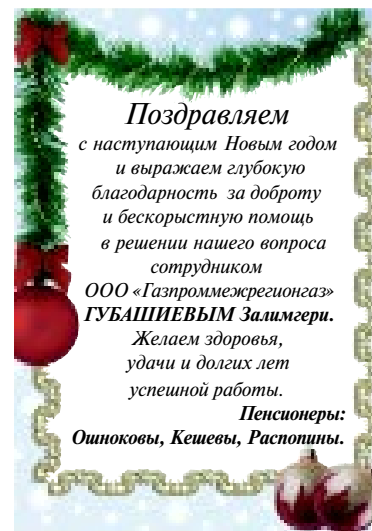 Поздравляем
с наступающим Новым годом
и выражаем глубокую
благодарность за доброту
и бескорыстную помощь
в решении нашего вопроса
сотрудником
ООО «Газпроммежрегионгаз»
ГУБАШИЕВЫМ Залимгери.
Желаем здоровья,
удачи и долгих лет
успешной работы.
Пенсионеры:
Ошноковы, Кешевы, Распопины.